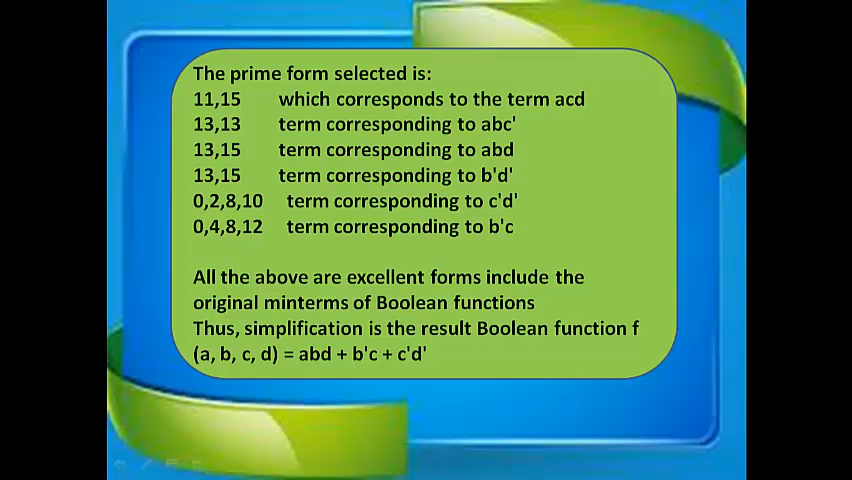 The prime form selected is:
11,15 which corresponds to the term acd
13,13 term corresponding to abc'
13,15 term corresponding to abd
13,15 term corresponding to b'd'
0,2,8,10 term corresponding to c'd'
0,4,8,12 term corresponding to b'c
All the above are excellent forms include the
original minterms of Boolean functions
Thus, simplification is the result Boolean function f
(a, b, c, d) = abd + b'c + c'd'